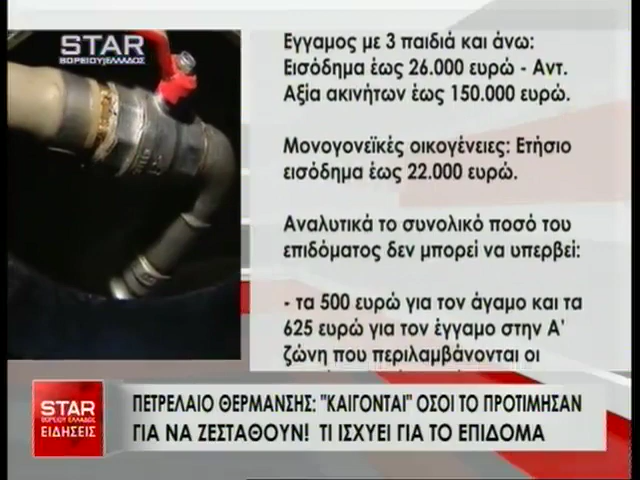 STAR
ΒΟΡΕΙΟΥ ΕΛΛΑΔΟΣ
Εγγαμος με 3 παιδιά και άνω:
Εισόδημα έως 26.000 ευρώ - Αντ.
Αξία ακινήτων έως 150.000 ευρώ.
Μονογονεϊκές οικογένειες: Ετήσιο
εισόδημα έως 22.000 ευρώ.
Αναλυτικά το συνολικό ποσό του
επιδόματος δεν μπορεί να υπερβεί:
- τα 500 ευρώ για τον άγαμο και τα
625 ευρώ για τον έγγαμο στην Α'
ζώνη που περιλαμβάνονται οι
STAR
ΒΟΡΕΙΟΥ ΕΛΛΑΔΟΣ
ΕΙΔΗΣΕΙΣ
ΠΕΤΡΕΛΑΙΟ ΘΕΡΜΑΝΣΗΣ: "ΚΑΙΓΟΝΤΑΙ" ΟΣΟΙ ΤΟ ΠΡΟΤΙΜΗΣΑΝ
ΓΙΑ ΝΑ ΖΕΣΤΑΘΟΥΝ! ΤΙ ΙΣΧΥΕΙ ΓΙΑ ΤΟ ΕΠΙΔΟΜΑ